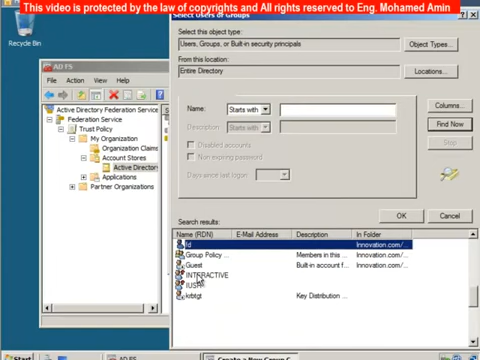 This video is protected by the law of copyrights and All rights reserved to Eng. Mohamed Amin
Select Users or Groups
Recycle Bin
Select this object type:
Users, Groups, or Built-in security principals
Object Types...
From this location:
Entire Directory
Locations...
AD FS
File Action View
Active Directory Federation Service
Federation Service
Trust Policy
My Organization
Organization Claims
Account Stores
Active Directory
Applications
Partner Organizations
Name:
Starts with
Columns...
Description:
Starts with
Find Now
Disabled accounts
Stop
Non expiring password
Days since last logon:
Search results:
OK
Cancel
Name (RDN) E-Mail Address Description In Folder
fd Innovation.com/...
Group Policy ... Members in this ... Innovation.com/...
Guest Built-in account f... Innovation.com/...
INTERACTIVE
krbtgt Key Distribution ... Innovation.com/...
Start
AD FS
Create a New Group C...